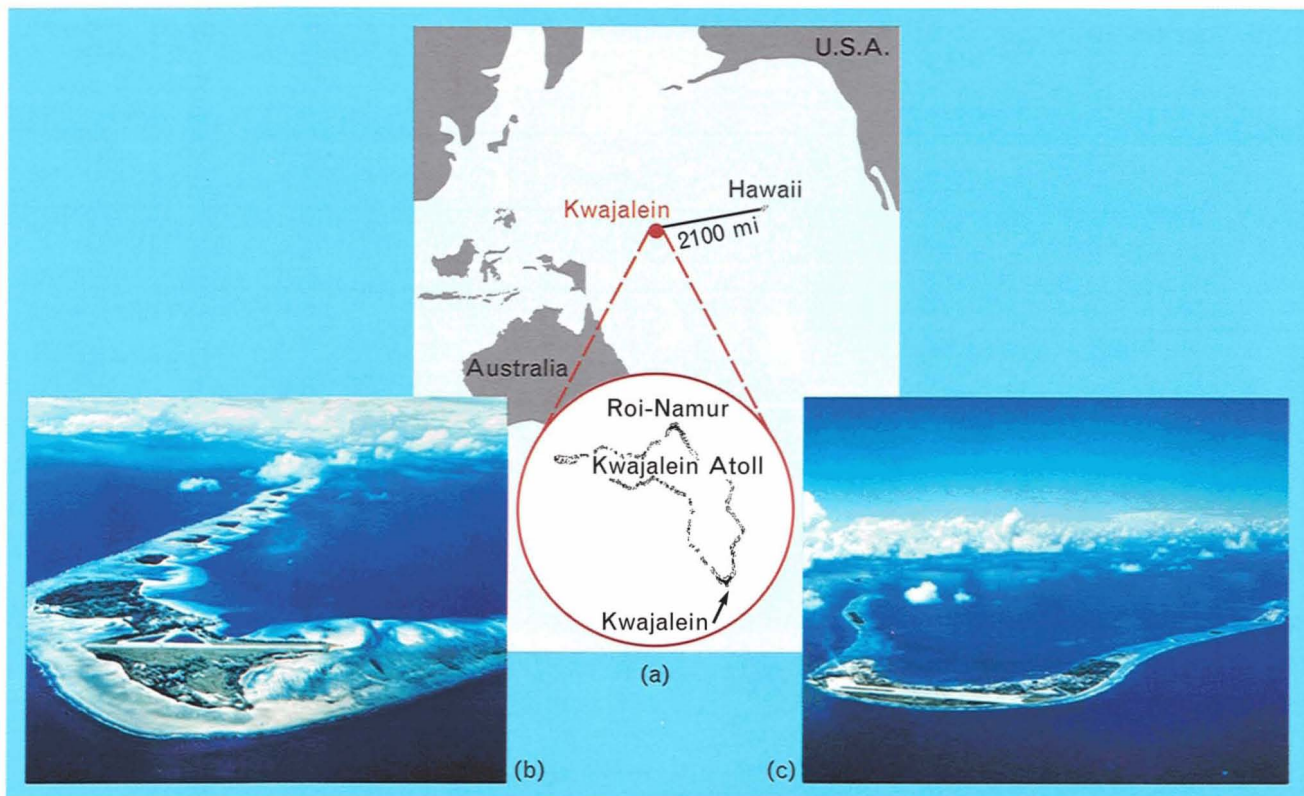 U.S.A.
Hawaii
Kwajalein
2100 mi
Australia
Roi-Namur
Kwajalein Atoll
Kwajalein
(a)
(b)
(c)